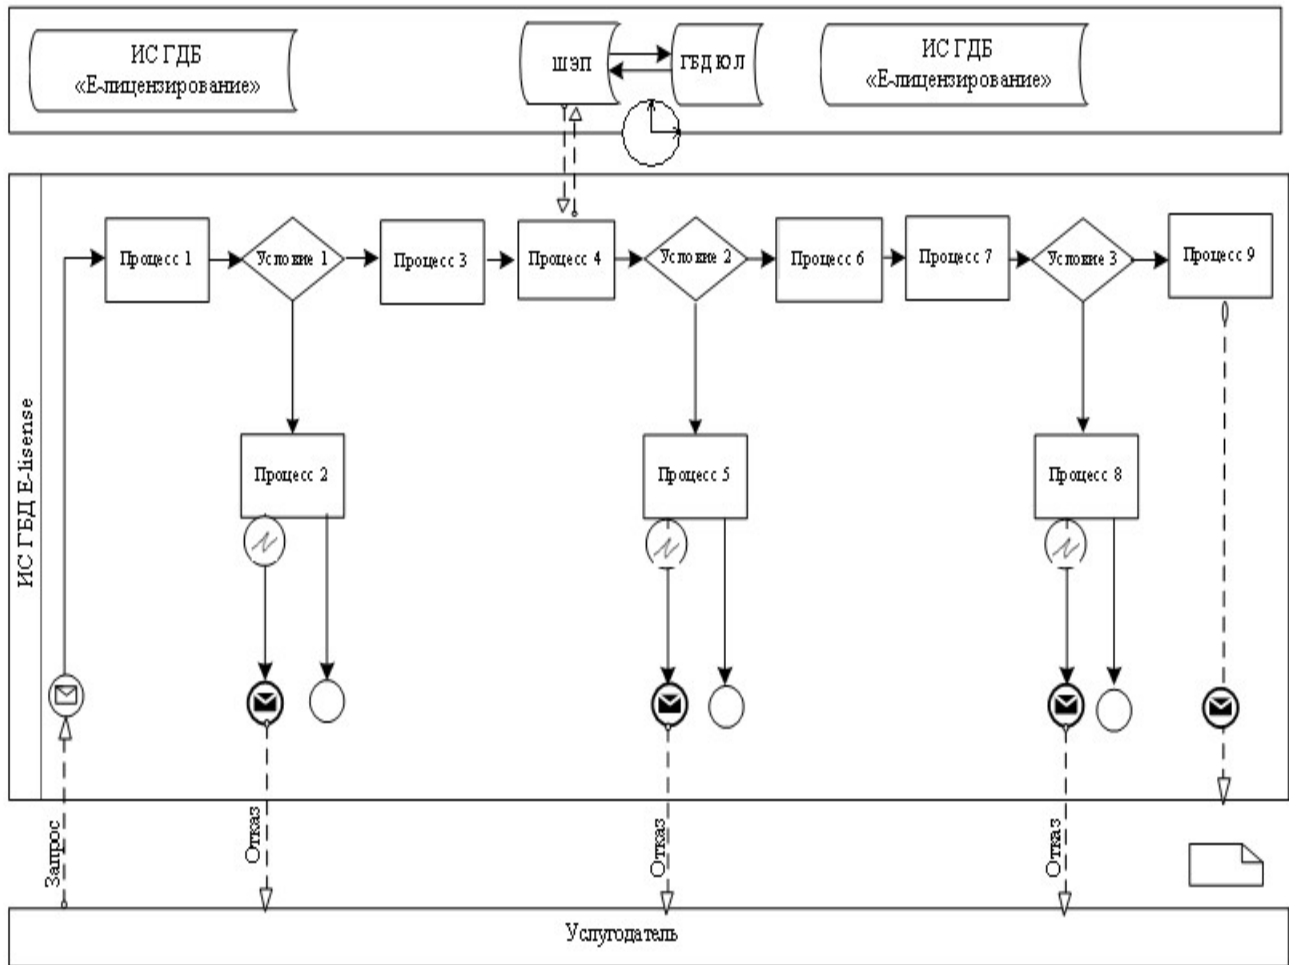 ИС ГДБ
«Е-лицензирование»
ШЭП
ГБД ЮЛ
ИС ГДБ
«Е-лицензирование»
ИС ГБД E-lisense
Процесс 1
Условие 1
Процесс 3
Процесс 4
Условие 2
Процесс 6
Процесс 7
Условие 3
Процесс 9
Процесс 2
Процесс 5
Процесс 8
Запрос
Отказ
Отказ
Отказ
Услугодатель